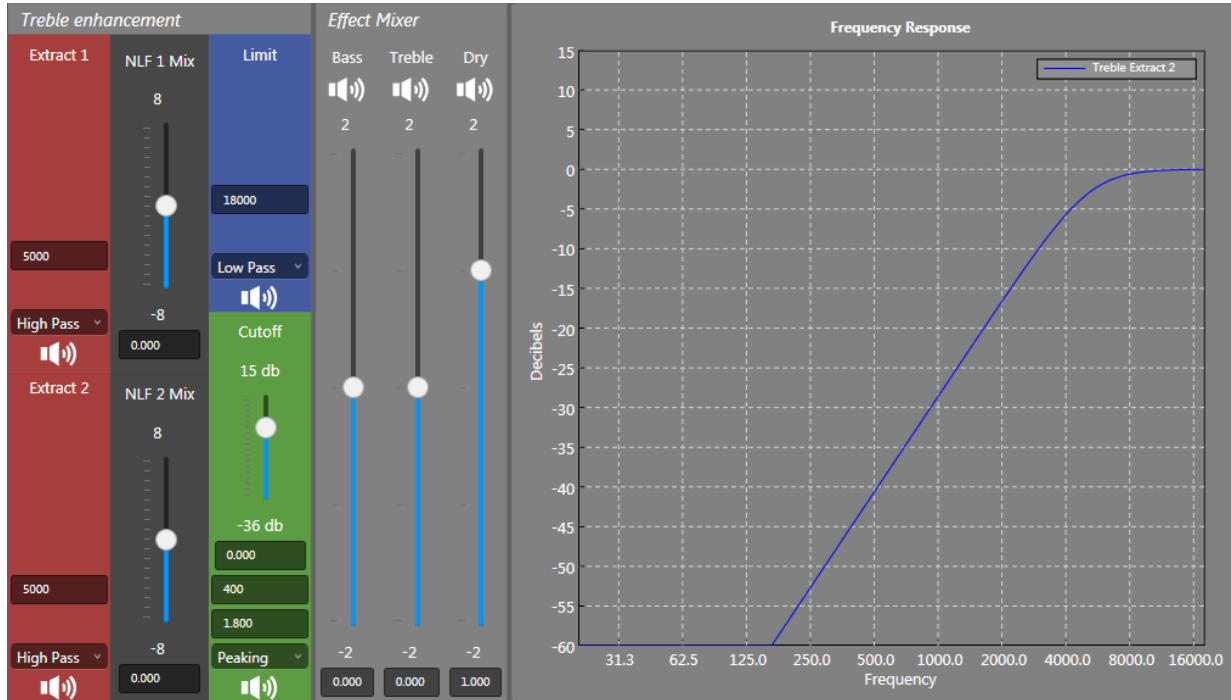 Treble enhancement
Extract 1
5000
High Pass
Extract 2
5000
High Pass
NLF 1 Mix
8
-8
0.000
NLF 2 Mix
8
-8
0.000
Limit
18000
Low Pass
Cutoff
15 db
-36 db
0.000
400
1.800
Peaking
Effect Mixer
Bass Treble Dry
2 2 2
-2 -2 -2
0.000 0.000 1.000
Frequency Response
Treble Extract 2
Decibels
15
10
5
0
-5
-10
-15
-20
-25
-30
-35
-40
-45
-50
-55
-60
31.3 62.5 125.0 250.0 500.0 1000.0 2000.0 4000.0 8000.0 16000.0
Frequency